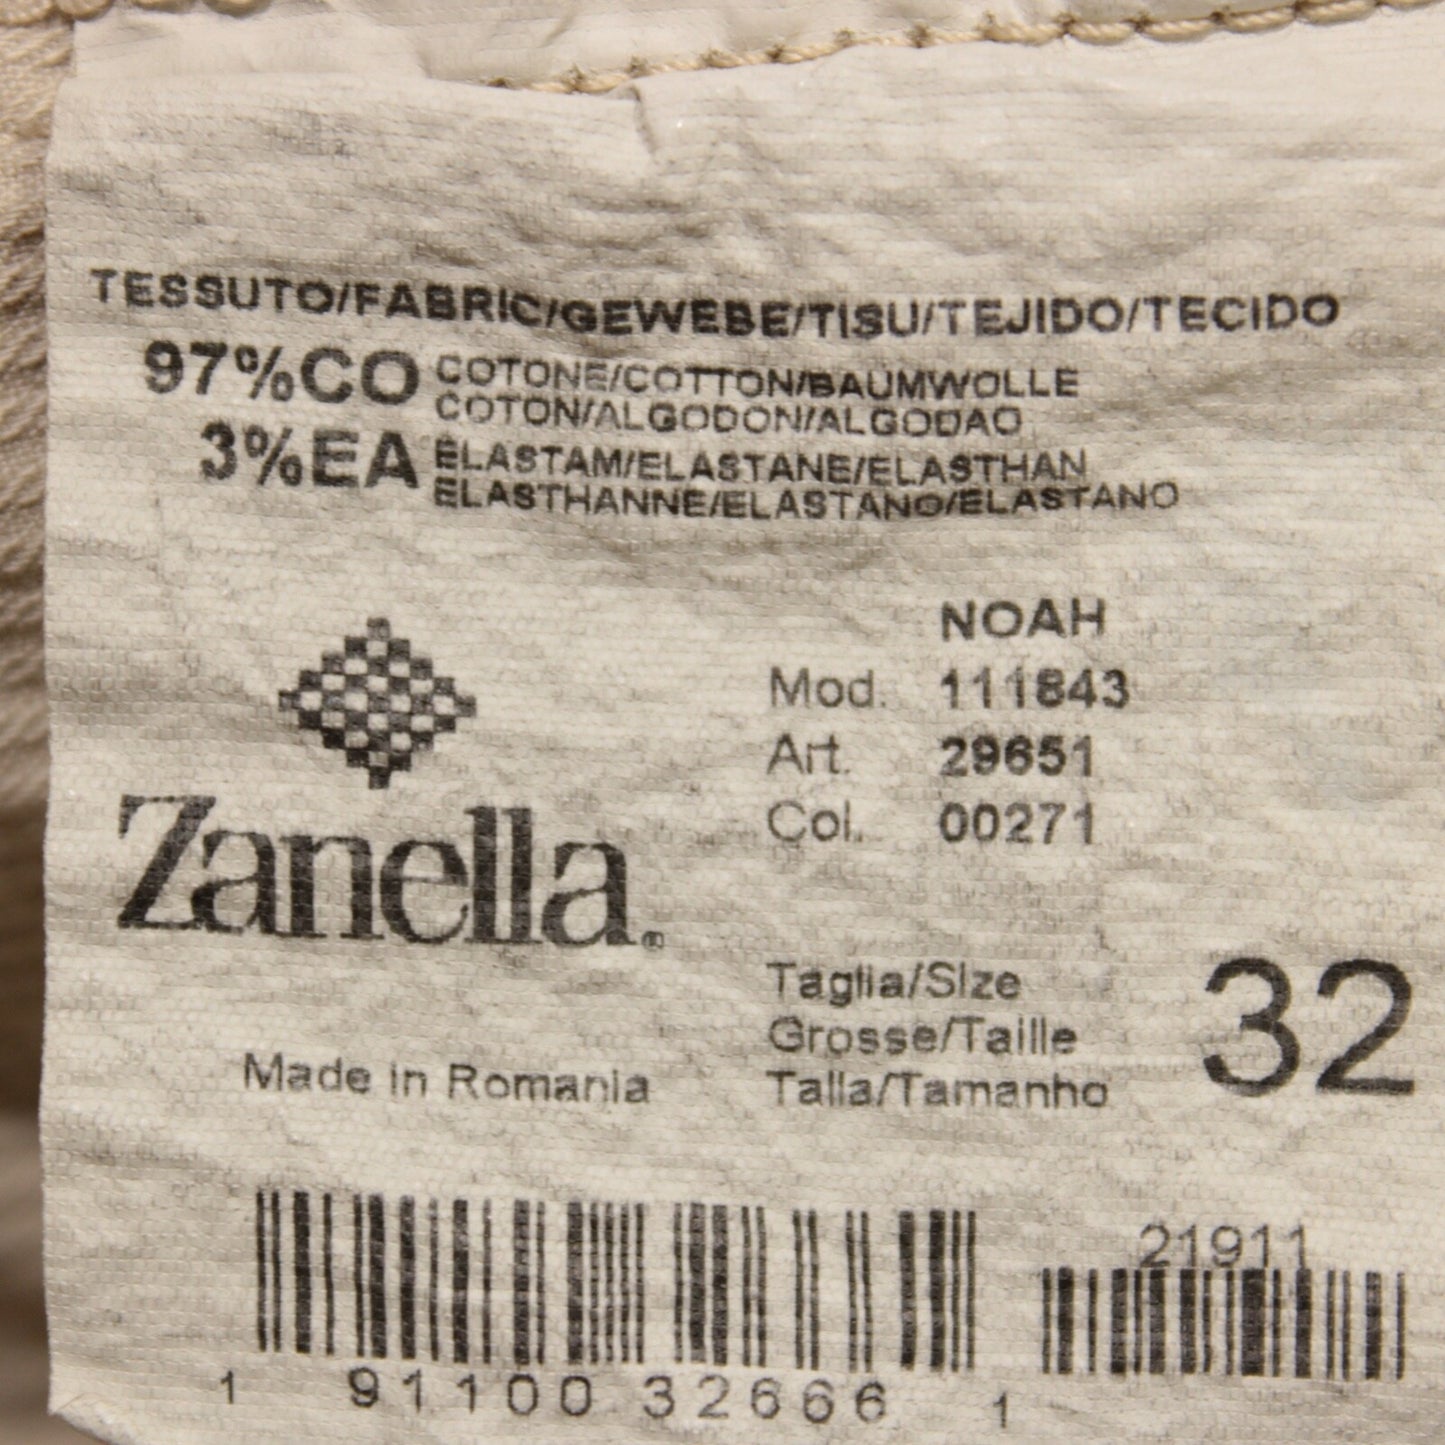 TESSUTO/FABRIC/GEWEBE/TISU/TEJIDO/TECIDO
97%CO COTONE/COTTON/BAUMWOLLE
COTON/ALGODON/ALGODAO
3%EA ELASTAM/ELASTANE/ELASTHAN
ELASTHANNE/ELASTANO/ELASTANO
NOAH
Mod. 111843
Art. 29651
Col. 00271
Zanella®
Taglia/Size
Grosse/Taille
Talla/Tamanho
32
Made in Romania
21911
1 91100 32666 1